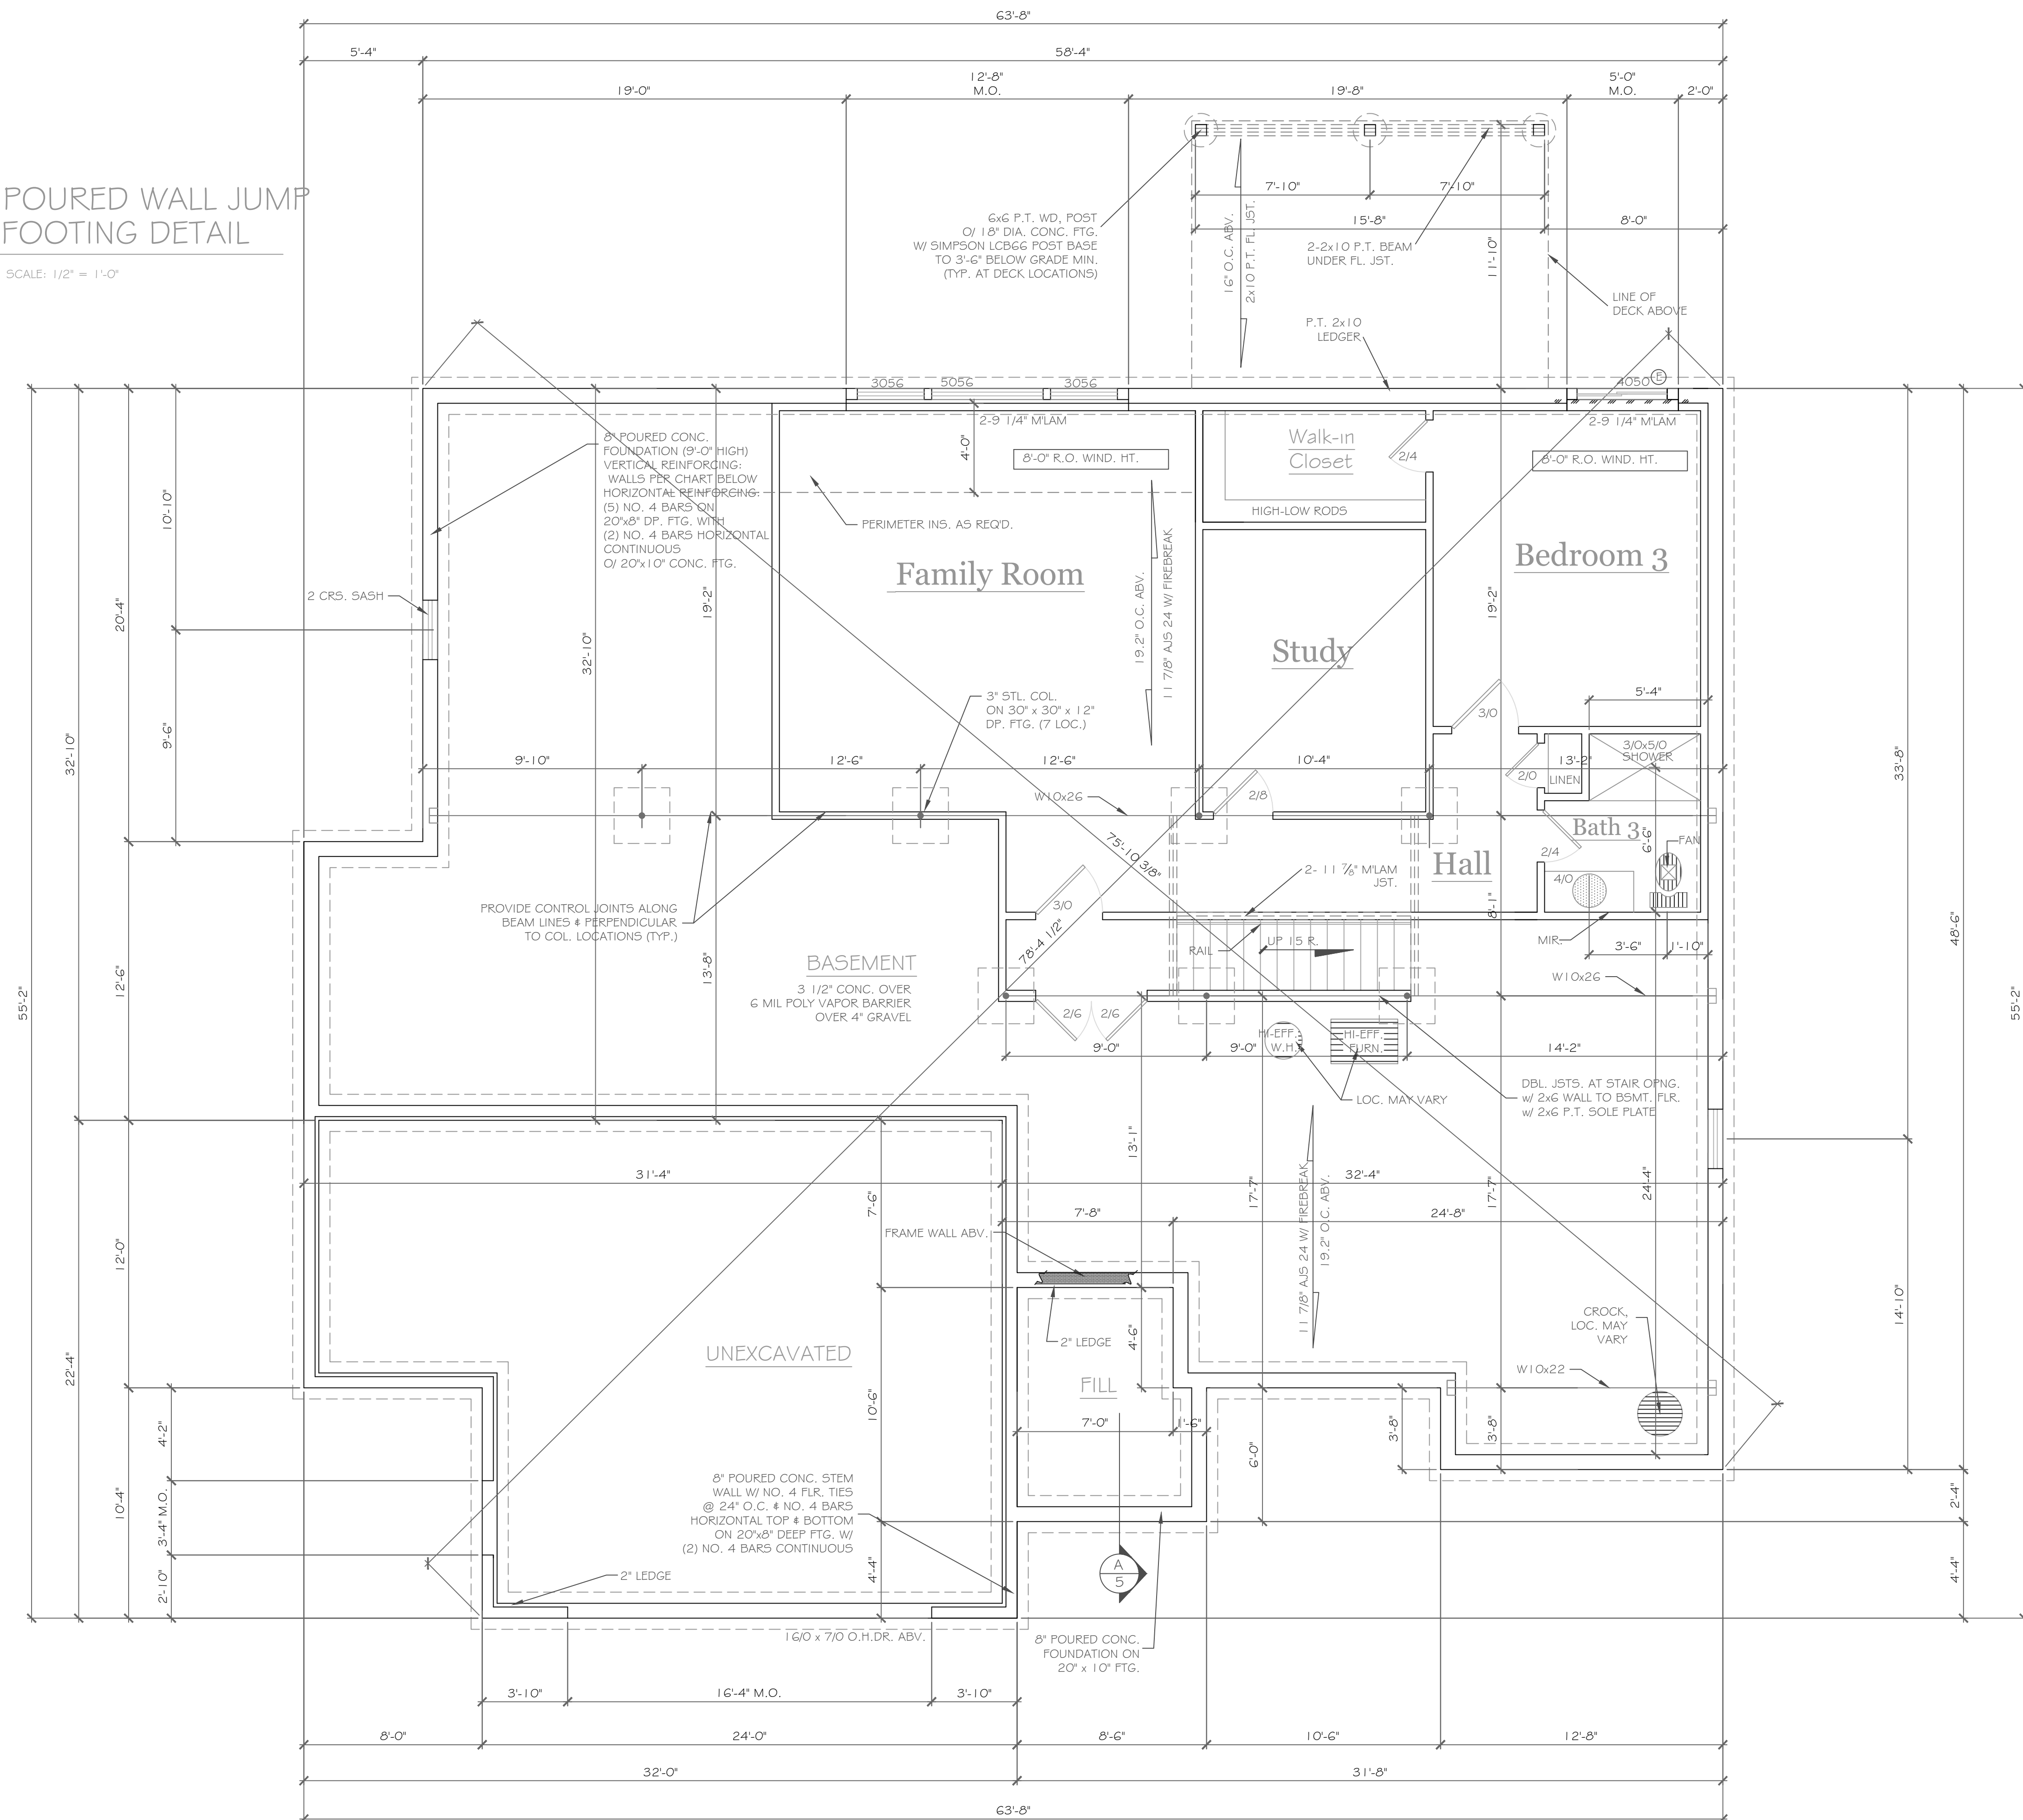 63'-8"
5'-4"
58'-4"
19'-0"
12'-8"
M.O.
19'-8"
5'-0"
M.O.
2'-0"
POURED WALL JUMP
FOOTING DETAIL
SCALE: 1/2" = 1'-0"
7'-10"
7'-10"
15'-8"
8'-0"
6x6 P.T. WD, POST
O/ 18" DIA. CONC. FTG.
W/ SIMPSON LCB66 POST BASE
TO 3'-6" BELOW GRADE MIN.
(TYP. AT DECK LOCATIONS)
16" O.C. ABV.
2x10 P.T. FL. JST.
2-2x10 P.T. BEAM
UNDER FL. JST.
11'-10"
LINE OF
DECK ABOVE
P.T. 2x10
LEDGER
3056
5056
3056
4050
E
2-9 1/4" M'LAM
2-9 1/4" M'LAM
8" POURED CONC.
FOUNDATION (9'-0" HIGH)
VERTICAL REINFORCING:
WALLS PER CHART BELOW
HORIZONTAL REINFORCING:
(5) NO. 4 BARS ON
20"x8" DP. FTG. WITH
(2) NO. 4 BARS HORIZONTAL
CONTINUOUS
O/ 20"x10" CONC. FTG.
4'-0"
8'-0" R.O. WIND. HT.
Walk-in
Closet
2/4
8'-0" R.O. WIND. HT.
HIGH-LOW RODS
PERIMETER INS. AS REQ'D.
10'-10"
Family Room
Bedroom 3
2 CRS. SASH
20'-4"
19'-2"
32'-10"
19.2" O.C. ABV.
11 7/8" AJS 24 W/ FIREBREAK
19'-2"
Study
3" STL. COL.
ON 30" x 30" x 12"
DP. FTG. (7 LOC.)
5'-4"
3/0
32'-10"
9'-6"
33'-8"
9'-10"
12'-6"
12'-6"
10'-4"
13'-2"
3/0x5/0
SHOWER
2/0
LINEN
W10x26
2/8
Bath 3
6'-6"
FAN
2/4
75'-10 3/8"
Hall
2- 11 7/8" M'LAM
JST.
4/0
8'-1"
PROVIDE CONTROL JOINTS ALONG
BEAM LINES & PERPENDICULAR
TO COL. LOCATIONS (TYP.)
3/0
78'-4 1/2"
RAIL
UP 15 R.
MIR.
3'-6"
1'-10"
48'-6"
12'-6"
13'-8"
BASEMENT
3 1/2" CONC. OVER
6 MIL POLY VAPOR BARRIER
OVER 4" GRAVEL
W10x26
55'-2"
55'-2"
2/6
2/6
HI-EFF.
W.H.
HI-EFF.
FURN.
9'-0"
9'-0"
14'-2"
LOC. MAY VARY
DBL. JSTS. AT STAIR OPNG.
w/ 2x6 WALL TO BSMT. FLR.
w/ 2x6 P.T. SOLE PLATE
13'-1"
31'-4"
32'-4"
7'-6"
17'-7"
17'-7"
24'-4"
7'-8"
24'-8"
FRAME WALL ABV.
12'-0"
11 7/8" AJS 24 W/ FIREBREAK
19.2" O.C. ABV.
CROCK,
LOC. MAY
VARY
14'-10"
2" LEDGE
4'-6"
UNEXCAVATED
22'-4"
W10x22
FILL
10'-6"
7'-0"
1'-6"
3'-8"
3'-8"
4'-2"
6'-0"
8" POURED CONC. STEM
WALL W/ NO. 4 FLR. TIES
@ 24" O.C. & NO. 4 BARS
HORIZONTAL TOP & BOTTOM
ON 20"x8" DEEP FTG. W/
(2) NO. 4 BARS CONTINUOUS
10'-4"
3'-4" M.O.
2'-4"
A
5
2" LEDGE
4'-4"
2'-10"
4'-4"
16/0 x 7/0 O.H.DR. ABV.
8" POURED CONC.
FOUNDATION ON
20" x 10" FTG.
3'-10"
16'-4" M.O.
3'-10"
8'-0"
24'-0"
8'-6"
10'-6"
12'-8"
32'-0"
31'-8"
63'-8"